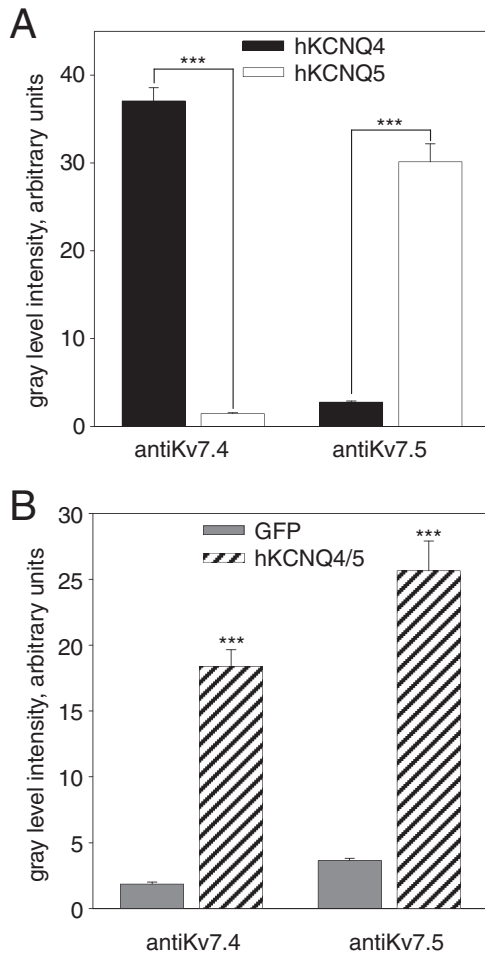 A
hKCNQ4
hKCNQ5
gray level intensity, arbitrary units
40
30
20
10
0
***
***
antiKv7.4
antiKv7.5
B
GFP
hKCNQ4/5
gray level intensity, arbitrary units
30
25
20
15
10
5
0
***
***
antiKv7.4
antiKv7.5